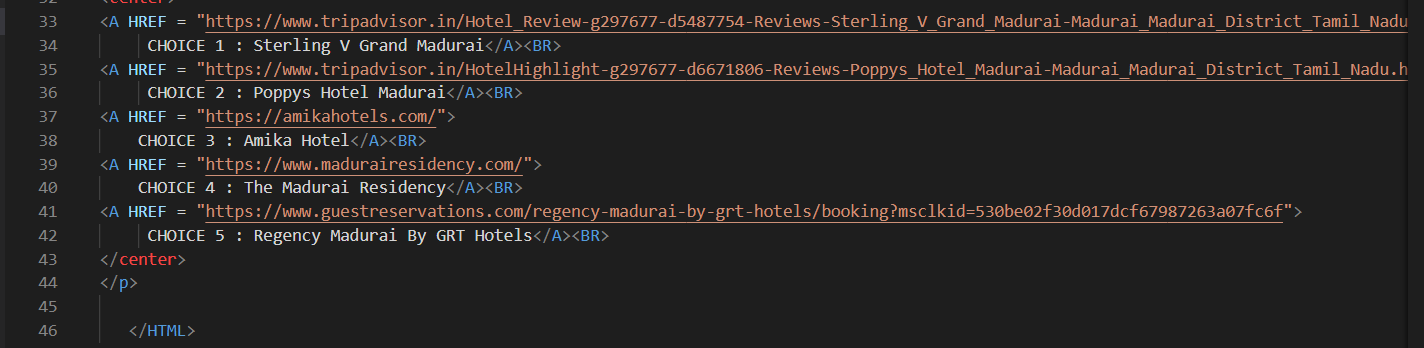 32 <center>
33 <A HREF = "https://www.tripadvisor.in/Hotel_Review-g297677-d5487754-Reviews-Sterling_V_Grand_Madurai-Madurai_Madurai_District_Tamil_Nadu
34 CHOICE 1 : Sterling V Grand Madurai</A><BR>
35 <A HREF = "https://www.tripadvisor.in/HotelHighlight-g297677-d6671806-Reviews-Poppys_Hotel_Madurai-Madurai_Madurai_District_Tamil_Nadu.h
36 CHOICE 2 : Poppys Hotel Madurai</A><BR>
37 <A HREF = "https://amikahotels.com/">
38 CHOICE 3 : Amika Hotel</A><BR>
39 <A HREF = "https://www.madurairesidency.com/">
40 CHOICE 4 : The Madurai Residency</A><BR>
41 <A HREF = "https://www.guestreservations.com/regency-madurai-by-grt-hotels/booking?msclkid=530be02f30d017dcf67987263a07fc6f">
42 CHOICE 5 : Regency Madurai By GRT Hotels</A><BR>
43 </center>
44 </p>
45
46 </HTML>